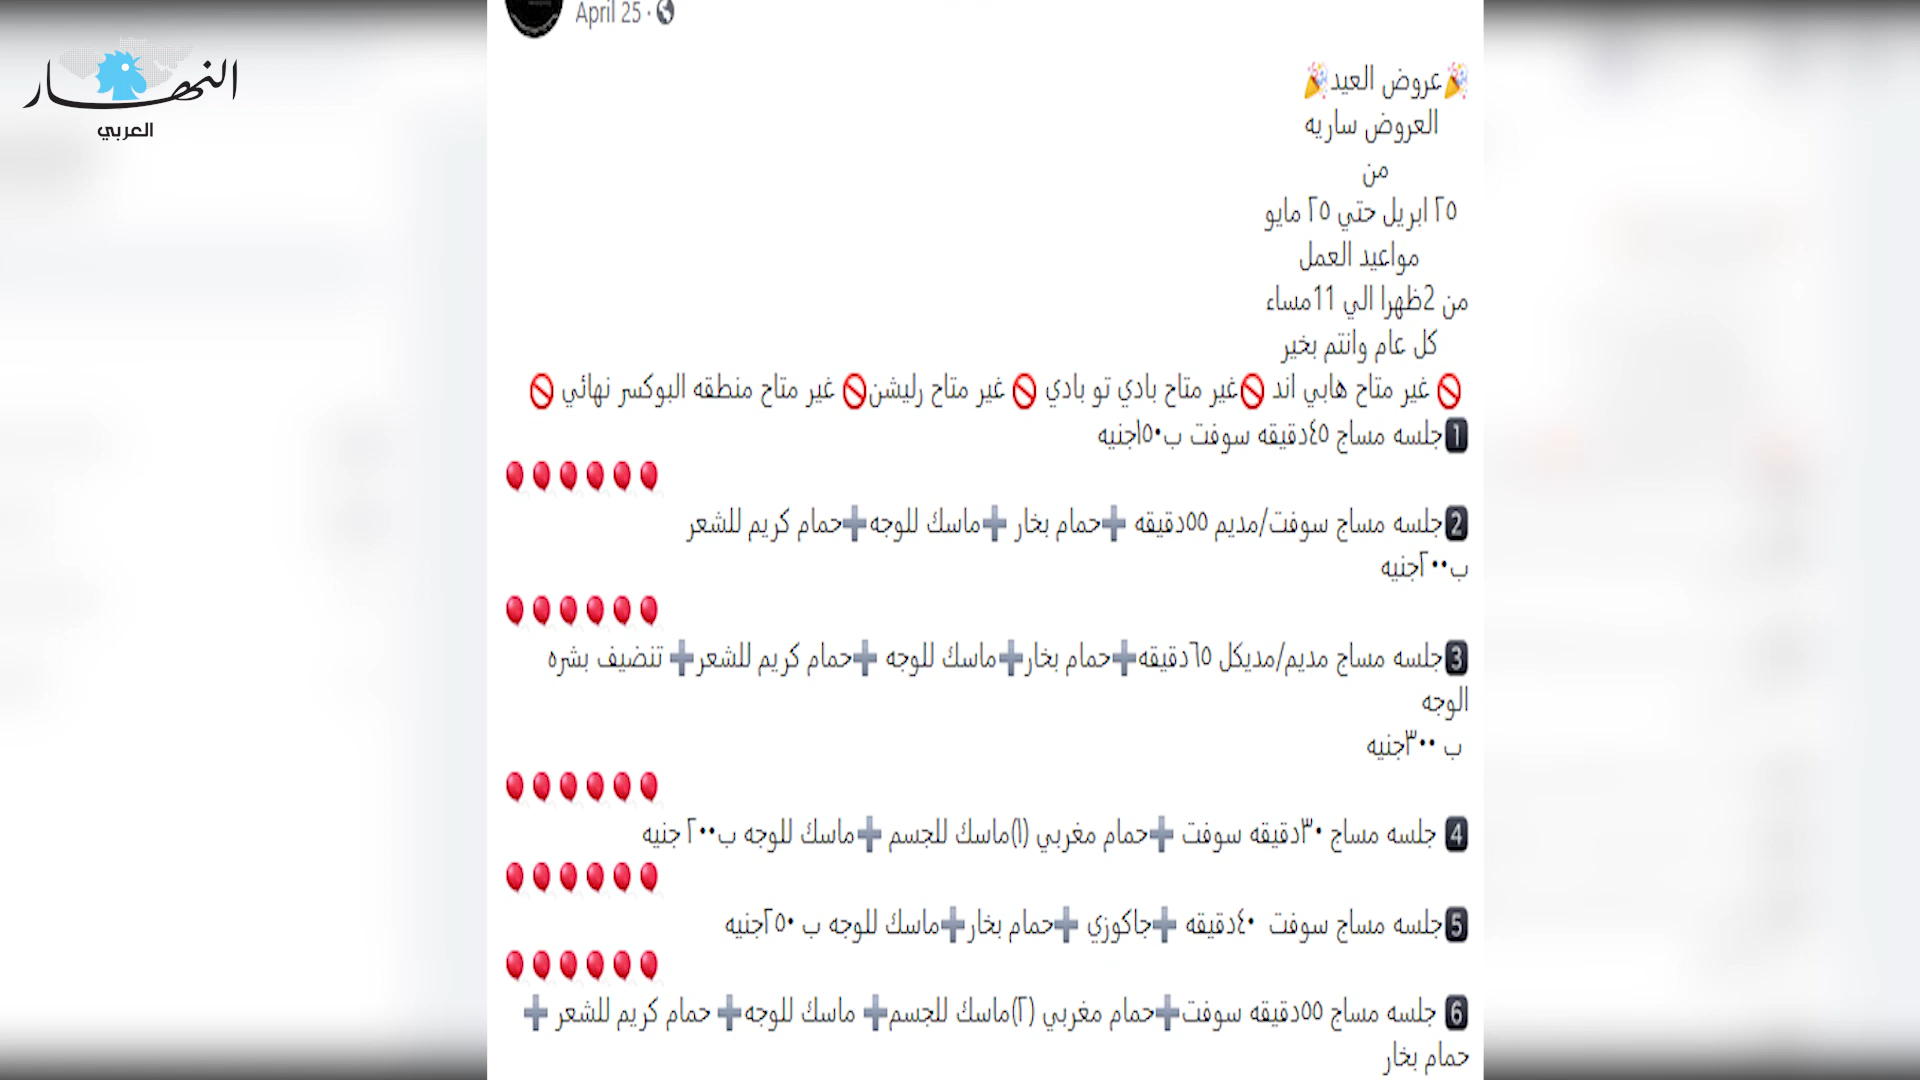 النهار
العربي
April 25 ·
🎉عروض العيد🎉
العروض ساريه
من
٢٥ ابريل حتي ٢٥ مايو
مواعيد العمل
من 2ظهرا الي 11مساء
كل عام وانتم بخير
🚫 غير متاح هابي اند 🚫غير متاح بادي تو بادي 🚫 غير متاح رليشن🚫 غير متاح منطقه البوكسر نهائي 🚫
1️⃣جلسه مساج ٤٥دقيقه سوفت ب١٥٠جنيه
🎈🎈🎈🎈🎈🎈
2️⃣جلسه مساج سوفت/مديم ٥٥دقيقه ➕حمام بخار ➕ماسك للوجه➕حمام كريم للشعر
ب٢٠٠جنيه
🎈🎈🎈🎈🎈🎈
3️⃣جلسه مساج مديم/مديكل ٦٥دقيقه➕حمام بخار➕ماسك للوجه ➕حمام كريم للشعر➕ تنضيف بشره
الوجه
ب ٣٠٠جنيه
🎈🎈🎈🎈🎈🎈
4️⃣ جلسه مساج ٣٠دقيقه سوفت ➕حمام مغربي (١)ماسك للجسم ➕ماسك للوجه ب٢٠٠ جنيه
🎈🎈🎈🎈🎈🎈
5️⃣جلسه مساج سوفت ٤٠دقيقه ➕جاكوزي ➕حمام بخار➕ماسك للوجه ب ٢٥٠جنيه
🎈🎈🎈🎈🎈🎈
6️⃣ جلسه مساج ٥٥دقيقه سوفت➕حمام مغربي (٢)ماسك للجسم➕ ماسك للوجه➕ حمام كريم للشعر ➕
حمام بخار